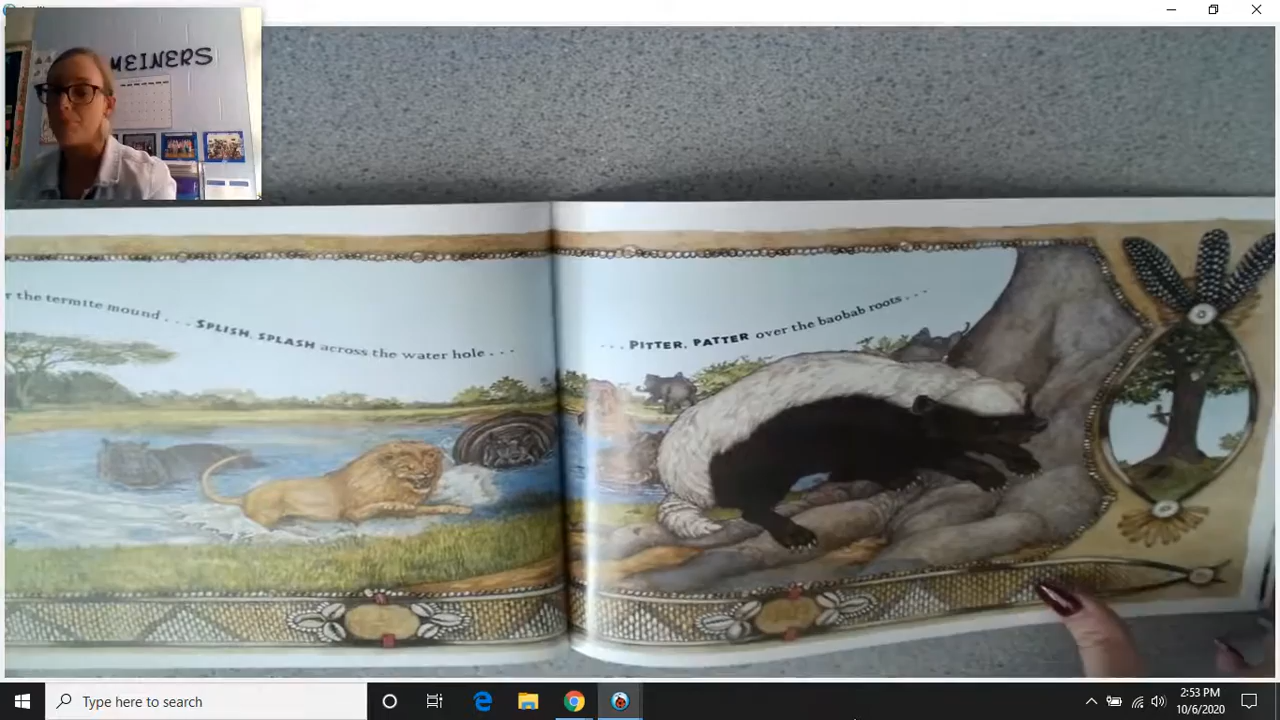 MEINERS
r the termite mound . . . SPLISH, SPLASH across the water hole . . .
. . . PITTER, PATTER over the baobab roots . . .
Type here to search
2:53 PM
10/6/2020